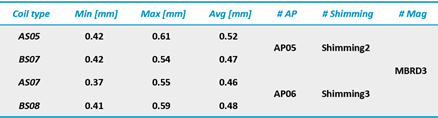 Coil type Min [mm] Max [mm] Avg [mm] # AP # Shimming # Mag
AS05 0.42 0.61 0.52
AP05 Shimming2
BS07 0.42 0.54 0.47
MBRD3
AS07 0.37 0.55 0.46
AP06 Shimming3
BS08 0.41 0.59 0.48